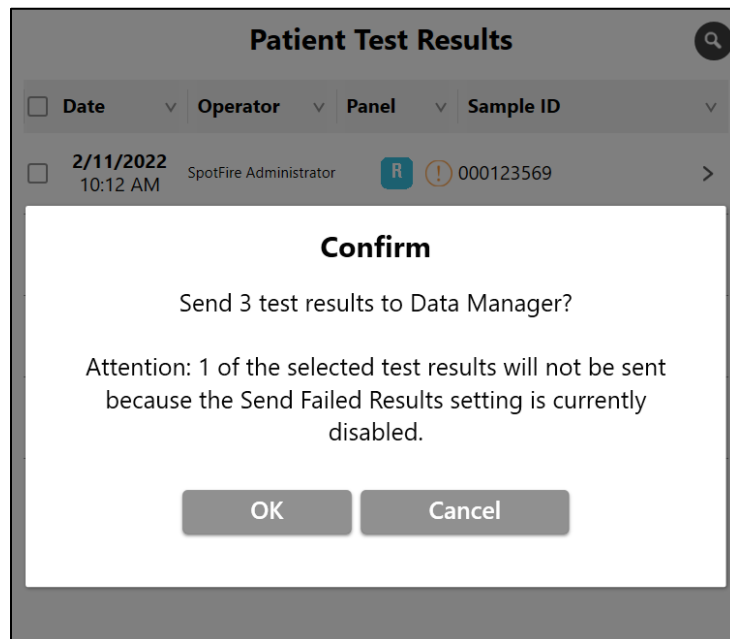 Patient Test Results
Date Operator Panel Sample ID
2/11/2022
10:12 AM SpotFire Administrator R ! 000123569
Confirm
Send 3 test results to Data Manager?
Attention: 1 of the selected test results will not be sent
because the Send Failed Results setting is currently
disabled.
OK Cancel